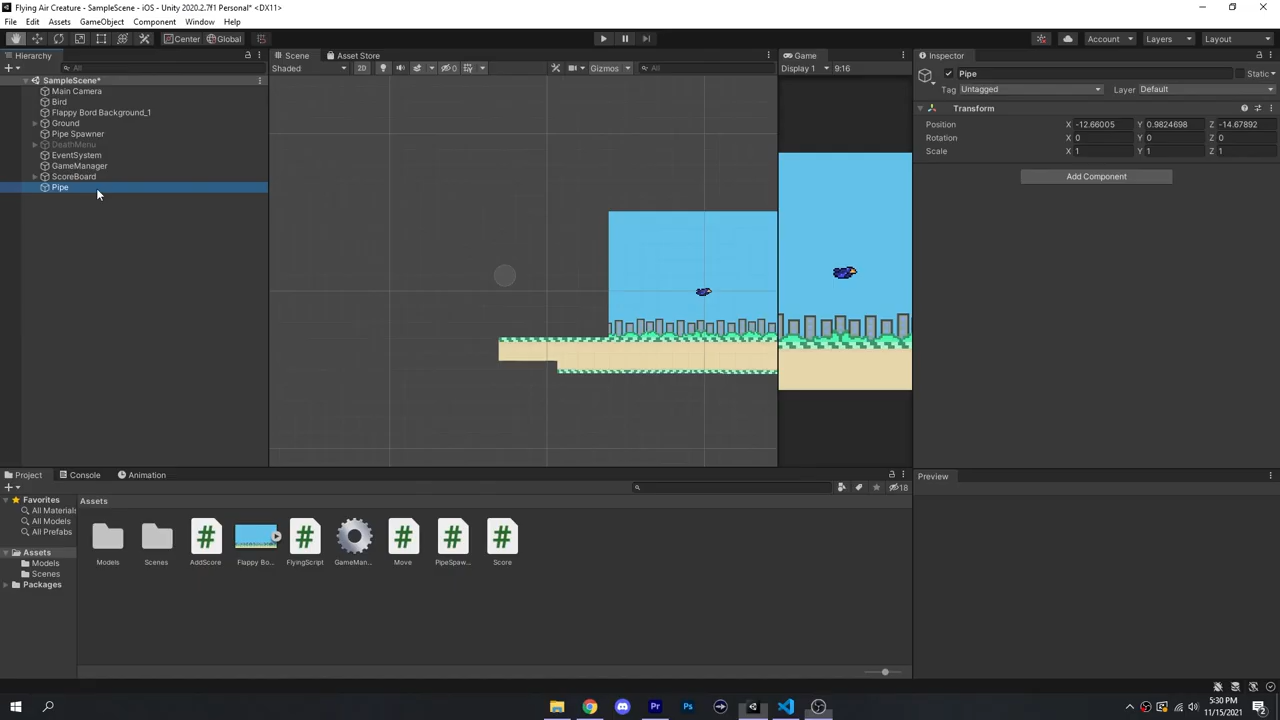 Flying Air Creature - SampleScene - iOS - Unity 2020.2.7f1 Personal* <DX11>
File Edit Assets GameObject Component Window Help
Center Global Account Layers Layout
Hierarchy Scene Asset Store Game Inspector
All Shaded 2D 0 Gizmos All Display 1 9:16 Pipe Static
SampleScene* Tag Untagged Layer Default
Main Camera
Bird Transform
Flappy Bord Background_1
Ground Position X -12.66005 Y 0.9824698 Z -14.67892
Pipe Spawner Rotation X 0 Y 0 Z 0
DeathMenu Scale X 1 Y 1 Z 1
EventSystem
GameManager
ScoreBoard Add Component
Pipe
Project Console Animation Preview
18
Favorites Assets
All Materials
All Models
All Prefabs
Assets
Models Models Scenes AddScore Flappy Bo... FlyingScript GameMan... Move PipeSpaw... Score
Scenes
Packages
5:30 PM
11/15/2021